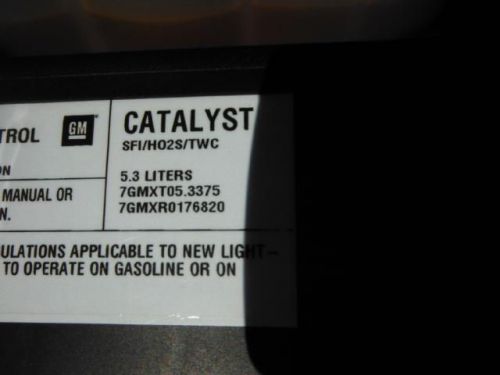 TROL GM CATALYST
SFI/HO2S/TWC
ON
5.3 LITERS
MANUAL OR 7GMXT05.3375
N. 7GMXR0176820
ULATIONS APPLICABLE TO NEW LIGHT-
TO OPERATE ON GASOLINE OR ON